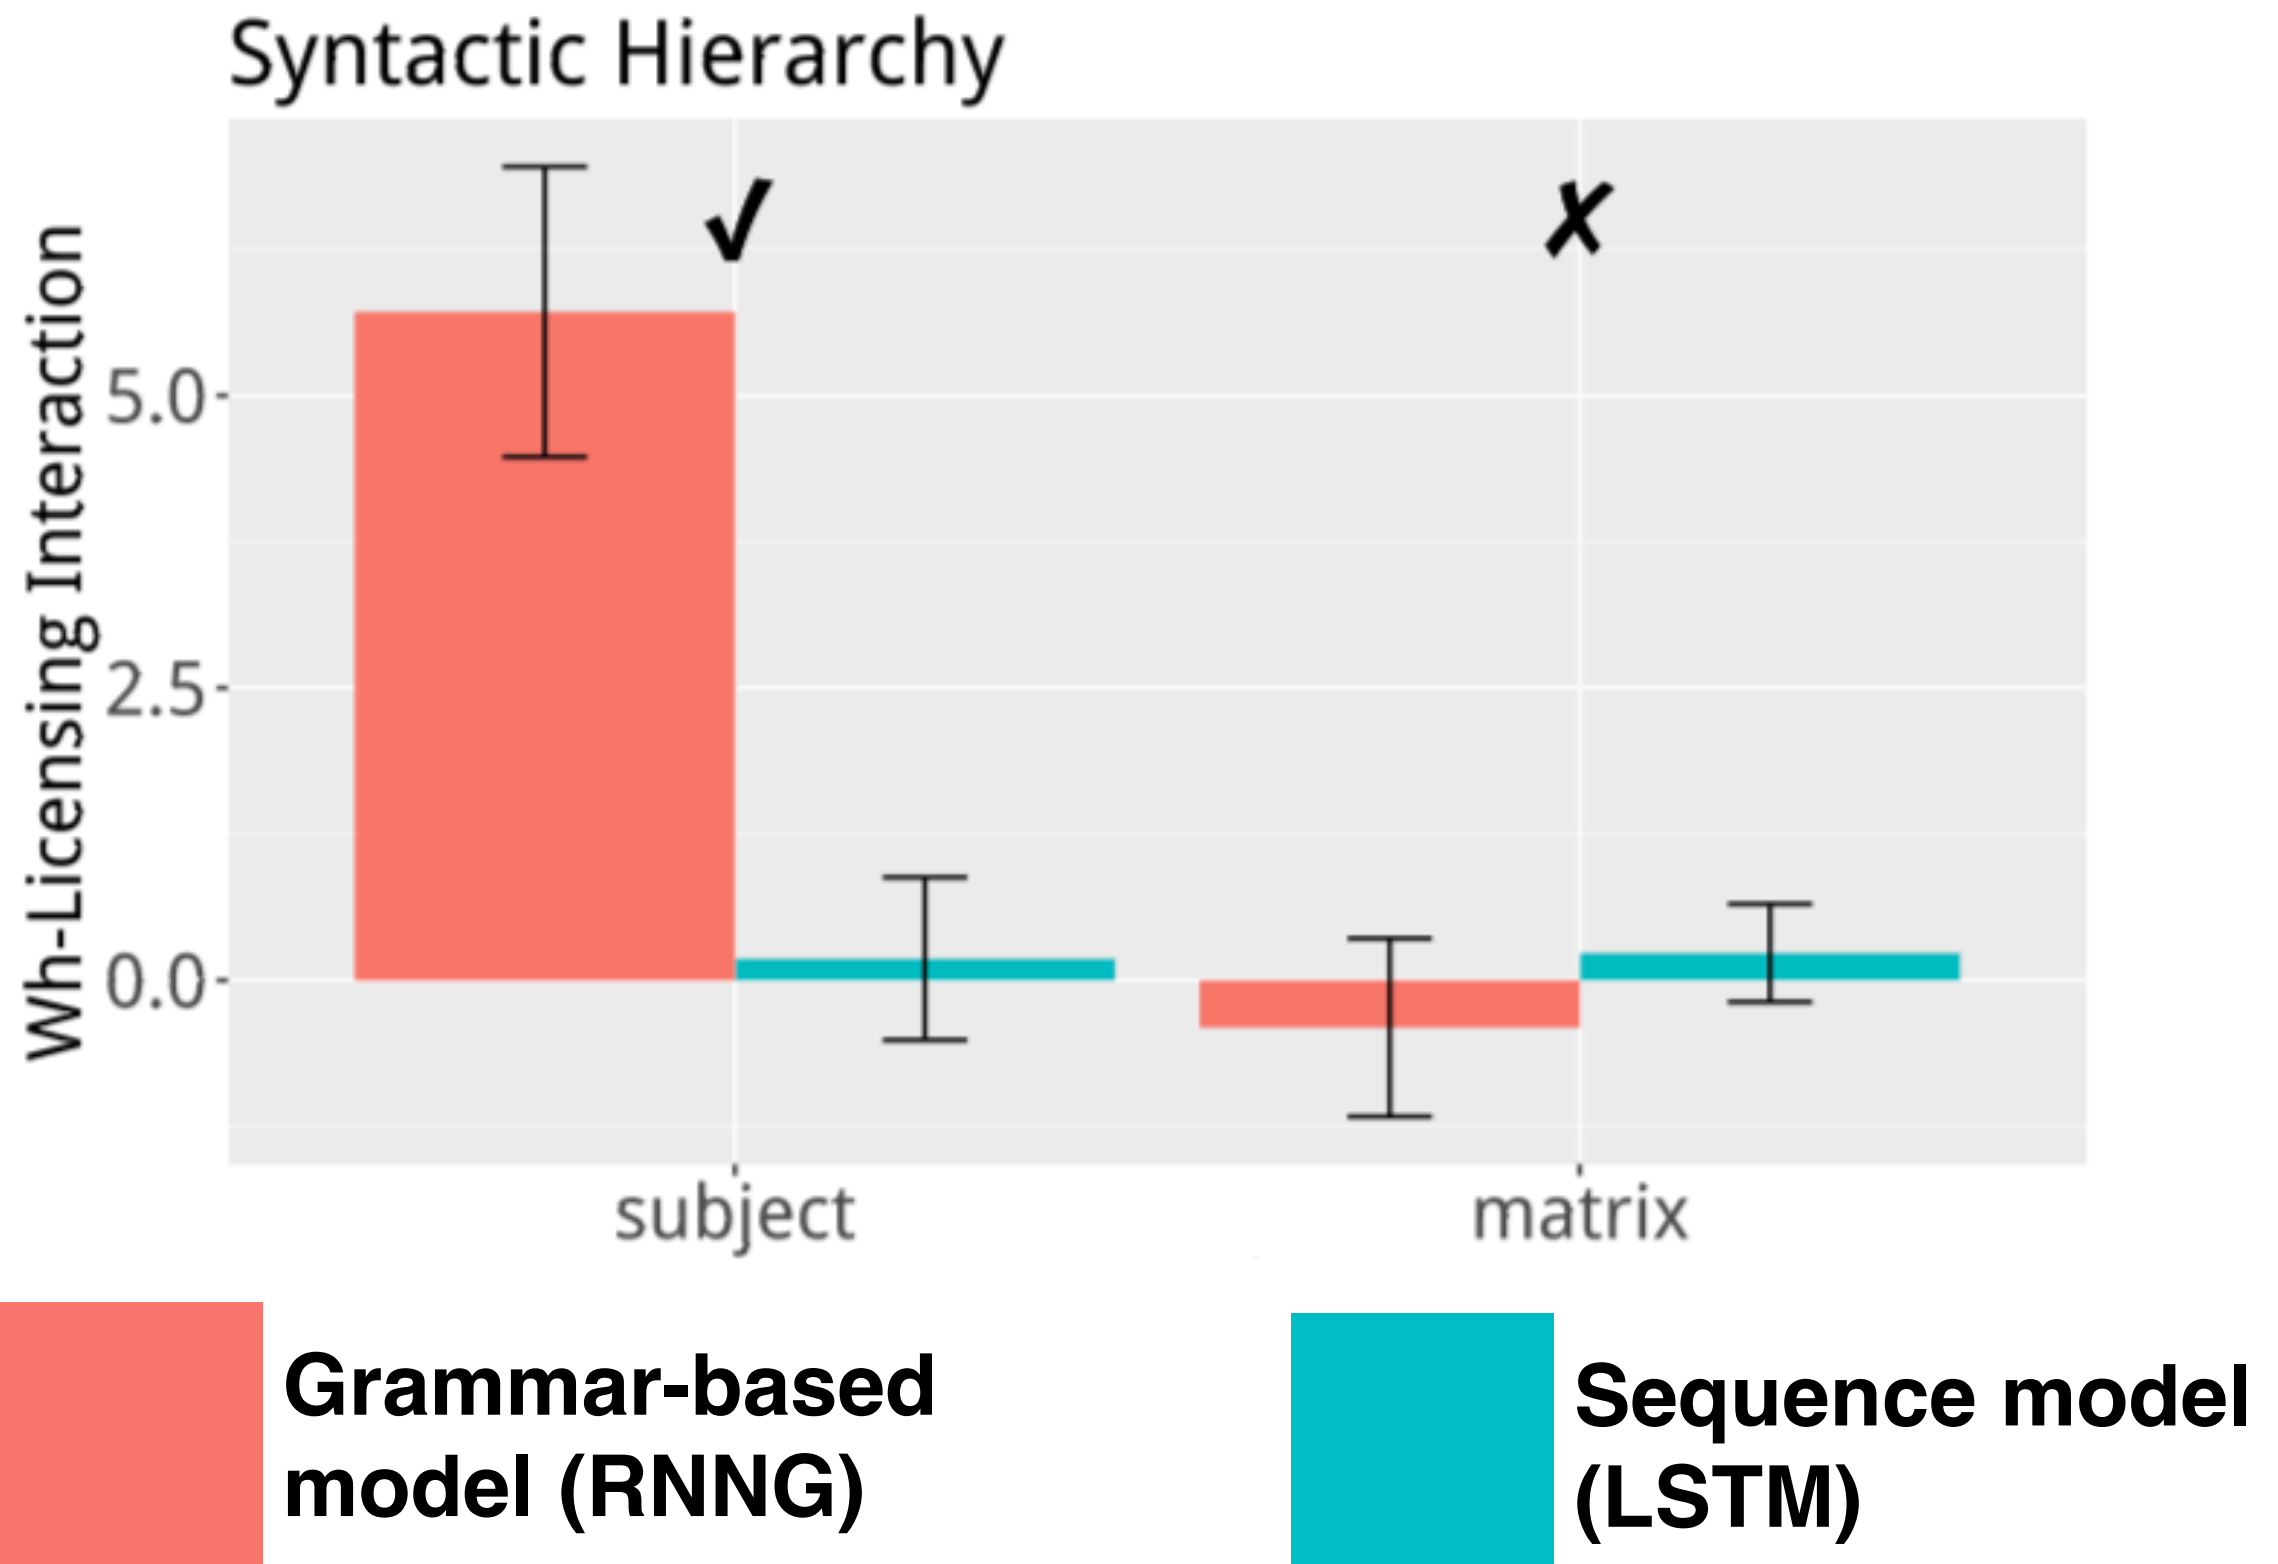 Syntactic Hierarchy
Wh-Licensing Interaction
5.0
2.5
0.0
✓
✗
subject
matrix
Grammar-based
model (RNNG)
Sequence model
(LSTM)